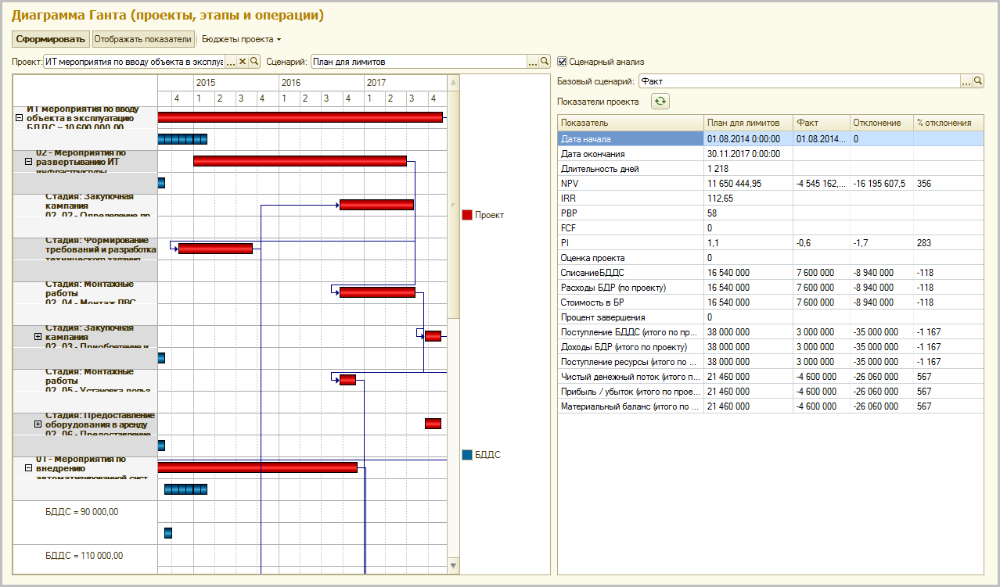 Диаграмма Ганта (проекты, этапы и операции)
Сформировать Отображать показатели Бюджеты проекта
Проект: ИТ мероприятия по вводу объекта в эксплуа ... Сценарий: План для лимитов ... Сценарный анализ
Базовый сценарий: Факт ...
Показатели проекта
2015 2016 2017
4 1 2 3 4 1 2 3 4 1 2 3 4
ИТ мероприятия по вводу
объекта в эксплуатацию
БДДС = 10 600 000,00
02 - Мероприятия по
развертыванию ИТ
инфраструктуры
Стадия: Закупочная
кампания
02_02 - Определение по
Стадия: Формирование
требований и разработка
технического задания
Стадия: Монтажные
работы
02_04 - Монтаж ЛВС
Стадия: Закупочная
кампания
02_03 - Приобретение и
Стадия: Монтажные
работы
02_05 - Установка польз
Стадия: Предоставление
оборудования в аренду
02_06 - Предоставление
01 - Мероприятия по
внедрению
автоматизированной сист
БДДС = 90 000,00
БДДС = 110 000,00
Проект
БДДС
Показатель План для лимитов Факт Отклонение % отклонения
Дата начала 01.08.2014 0:00:00 01.08.2014... 0
Дата окончания 30.11.2017 0:00:00
Длительность дней 1 218
NPV 11 650 444,95 -4 545 162,... -16 195 607,5 356
IRR 112,65
PBP 58
FCF 0
PI 1,1 -0,6 -1,7 283
Оценка проекта 0
СписаниеБДДС 16 540 000 7 600 000 -8 940 000 -118
Расходы БДР (по проекту) 16 540 000 7 600 000 -8 940 000 -118
Стоимость в БР 16 540 000 7 600 000 -8 940 000 -118
Процент завершения 0
Поступление БДДС (итого по пр... 38 000 000 3 000 000 -35 000 000 -1 167
Доходы БДР (итого по проекту) 38 000 000 3 000 000 -35 000 000 -1 167
Поступление ресурсы (итого по ... 38 000 000 3 000 000 -35 000 000 -1 167
Чистый денежный поток (итого п... 21 460 000 -4 600 000 -26 060 000 567
Прибыль / убыток (итого по прое... 21 460 000 -4 600 000 -26 060 000 567
Материальный баланс (итого по ... 21 460 000 -4 600 000 -26 060 000 567